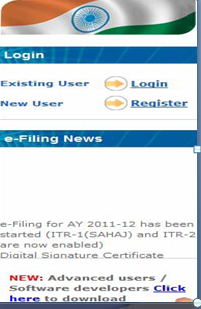 Login
Existing User Login
New User Register
e-Filing News
e-Filing for AY 2011-12 has been
started (ITR-1(SAHAJ) and ITR-2
are now enabled)
Digital Signature Certificate
NEW: Advanced users /
Software developers Click
here to download